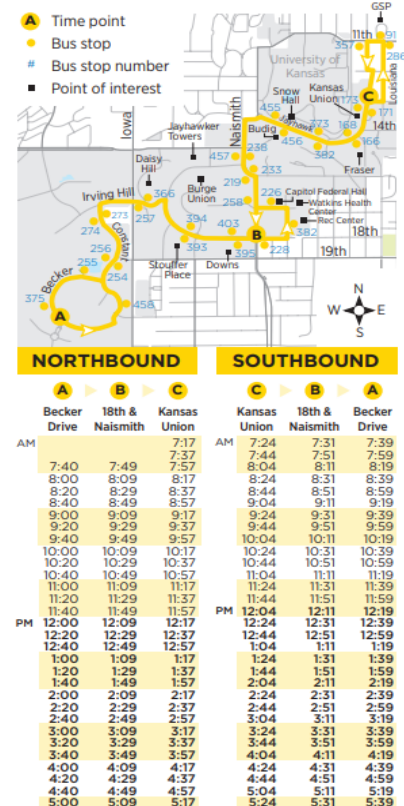 A Time point
Bus stop
# Bus stop number
Point of interest
GSP
11th
91
357
286
Louisiana
University of
Kansas
Snow
Hall
Kansas
Union
173
C
171
455
Jayhawk
373
168
14th
Iowa
Naismith
Jayhawker
Towers
Budig
456
382
166
Fraser
238
457
Daisy
Hill
233
219
Burge
Union
226
Capitol Federal Hall
Watkins Health
Center
Rec Center
258
Irving Hill
366
273
257
274
Constant
394
403
B
382
18th
256
393
395
228
19th
255
254
Stouffer
Place
Downs
Becker
375
458
A
N
W E
S
NORTHBOUND SOUTHBOUND
A B C C B A
Becker 18th & Kansas Kansas 18th & Becker
Drive Naismith Union Union Naismith Drive
AM 7:17 AM 7:24 7:31 7:39
7:37 7:44 7:51 7:59
7:40 7:49 7:57 8:04 8:11 8:19
8:00 8:09 8:17 8:24 8:31 8:39
8:20 8:29 8:37 8:44 8:51 8:59
8:40 8:49 8:57 9:04 9:11 9:19
9:00 9:09 9:17 9:24 9:31 9:39
9:20 9:29 9:37 9:44 9:51 9:59
9:40 9:49 9:57 10:04 10:11 10:19
10:00 10:09 10:17 10:24 10:31 10:39
10:20 10:29 10:37 10:44 10:51 10:59
10:40 10:49 10:57 11:04 11:11 11:19
11:00 11:09 11:17 11:24 11:31 11:39
11:20 11:29 11:37 11:44 11:51 11:59
11:40 11:49 11:57 PM 12:04 12:11 12:19
PM 12:00 12:09 12:17 12:24 12:31 12:39
12:20 12:29 12:37 12:44 12:51 12:59
12:40 12:49 12:57 1:04 1:11 1:19
1:00 1:09 1:17 1:24 1:31 1:39
1:20 1:29 1:37 1:44 1:51 1:59
1:40 1:49 1:57 2:04 2:11 2:19
2:00 2:09 2:17 2:24 2:31 2:39
2:20 2:29 2:37 2:44 2:51 2:59
2:40 2:49 2:57 3:04 3:11 3:19
3:00 3:09 3:17 3:24 3:31 3:39
3:20 3:29 3:37 3:44 3:51 3:59
3:40 3:49 3:57 4:04 4:11 4:19
4:00 4:09 4:17 4:24 4:31 4:39
4:20 4:29 4:37 4:44 4:51 4:59
4:40 4:49 4:57 5:04 5:11 5:19
5:00 5:09 5:17 5:24 5:31 5:39